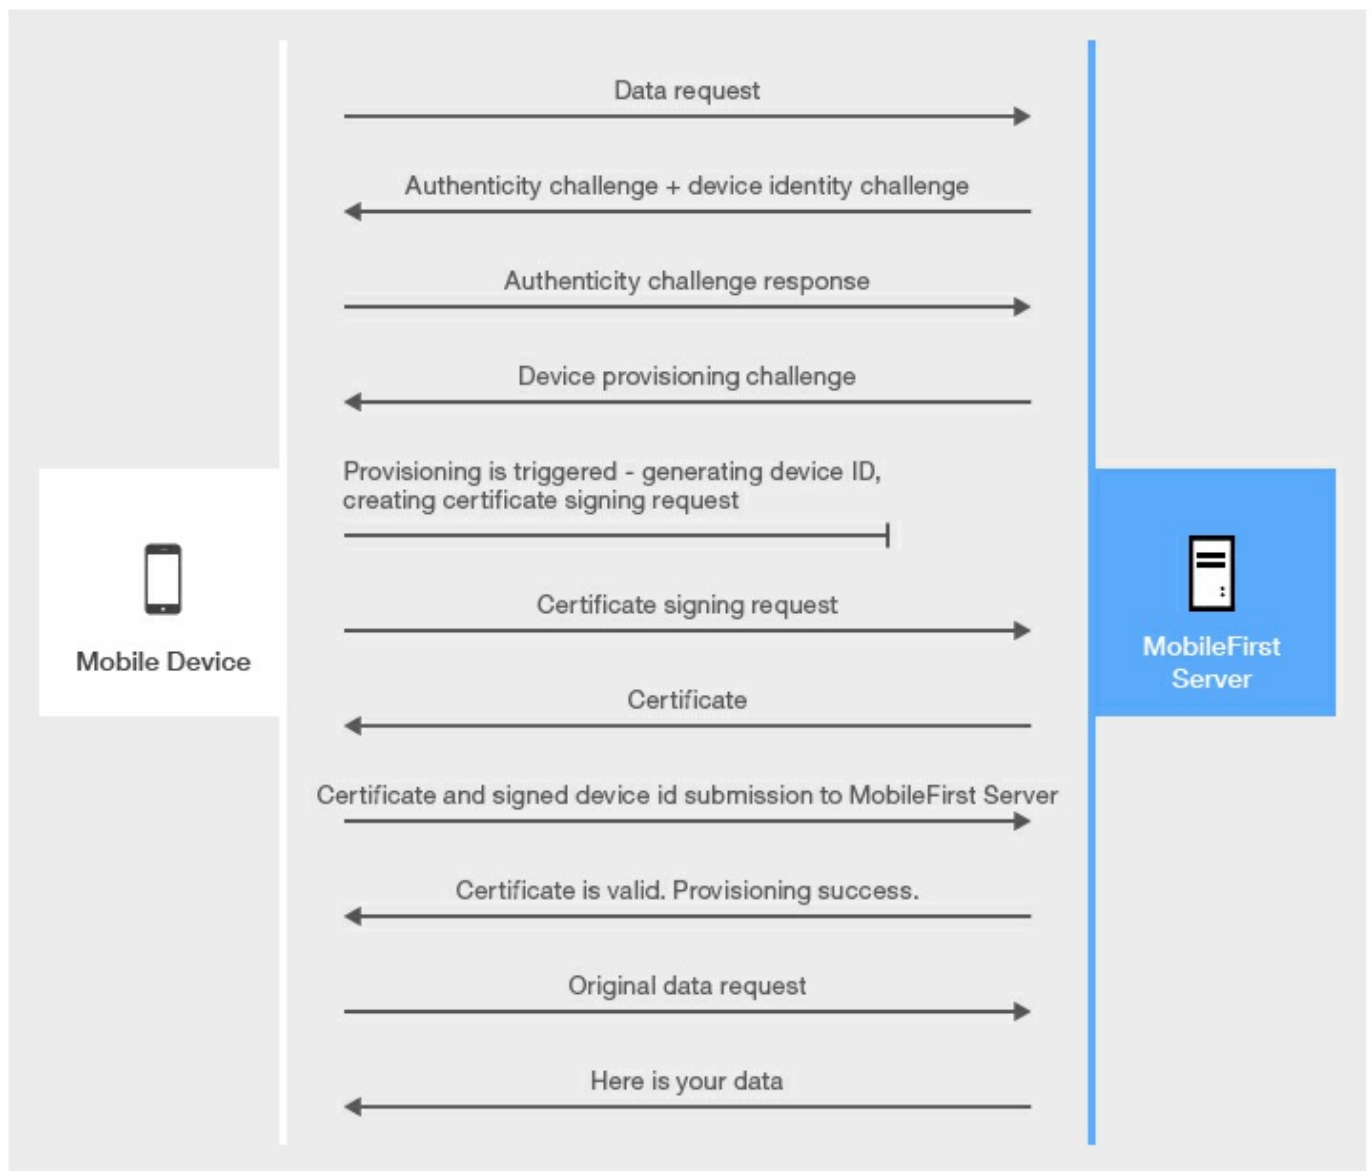 Data request
Authenticity challenge + device identity challenge
Authenticity challenge response
Device provisioning challenge
Provisioning is triggered - generating device ID,
creating certificate signing request
Certificate signing request
Mobile Device
MobileFirst
Server
Certificate
Certificate and signed device id submission to MobileFirst Server
Certificate is valid. Provisioning success.
Original data request
Here is your data